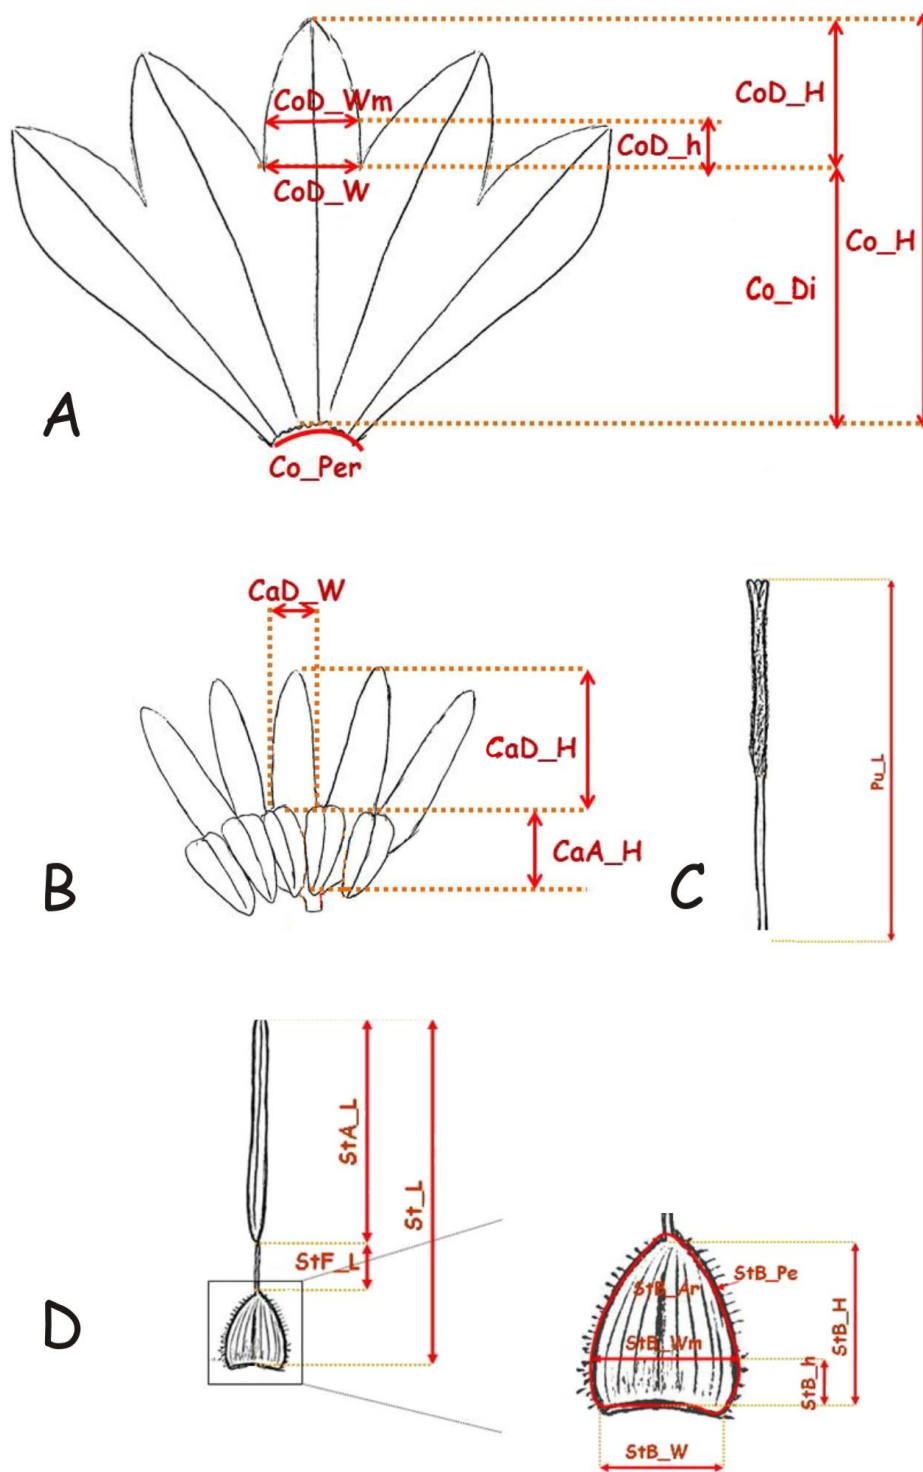 CoD_Wm
CoD_H
CoD_h
CoD_W
Co_H
Co_Di
A
Co_Per
CaD_W
CaD_H
Pu_L
CaA_H
B
C
StA_L
St_L
StF_L
StB_Pe
StB_Ar
StB_H
D
StB_Wm
StB_h
StB_W